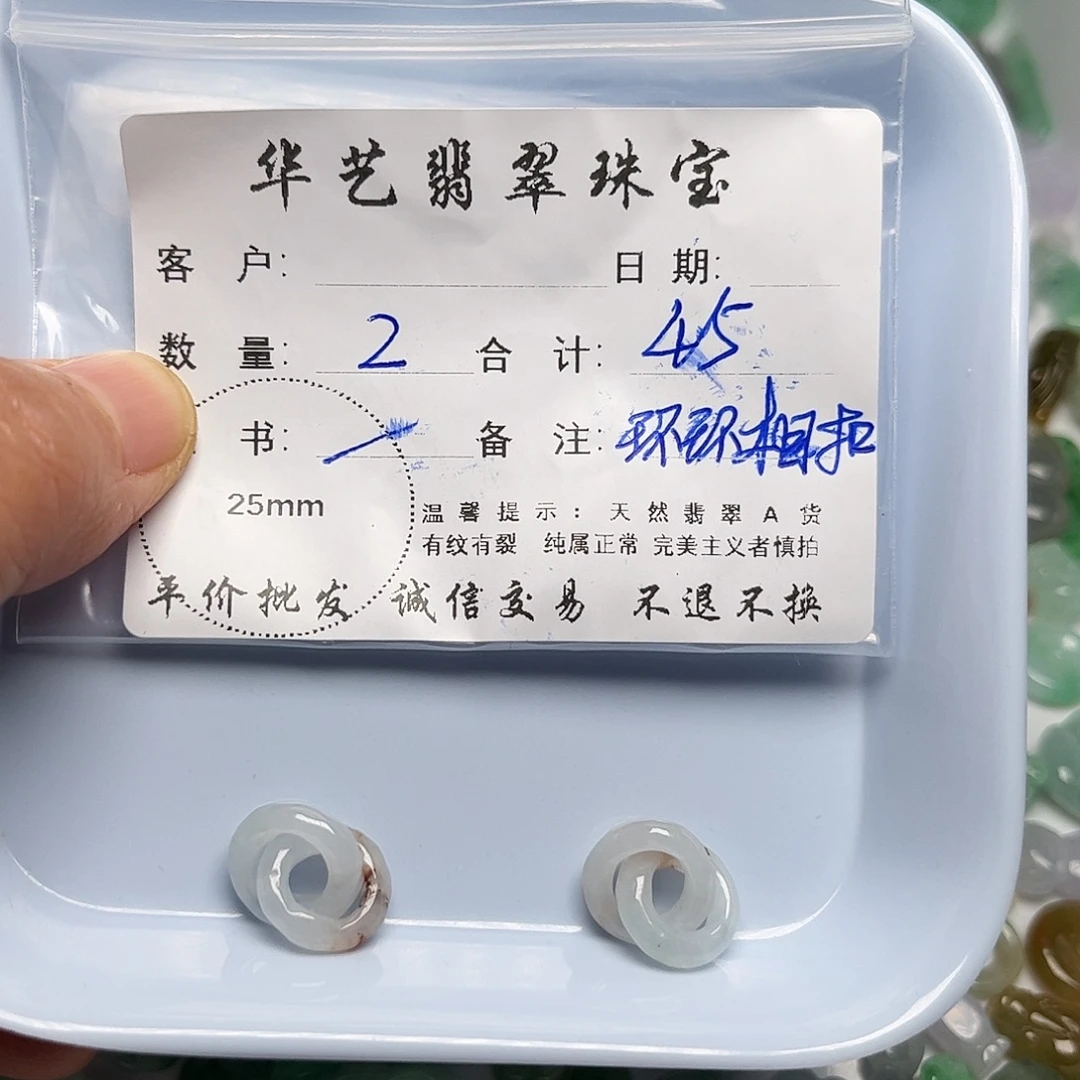 华艺翡翠珠宝
客 户: 日 期:
数 量: 2 合 计: 45
书: 一 备 注: 环环相扣
25mm
温馨提示: 天然翡翠A货
有纹有裂 纯属正常 完美主义者慎拍
平价批发 诚信交易 不退不换